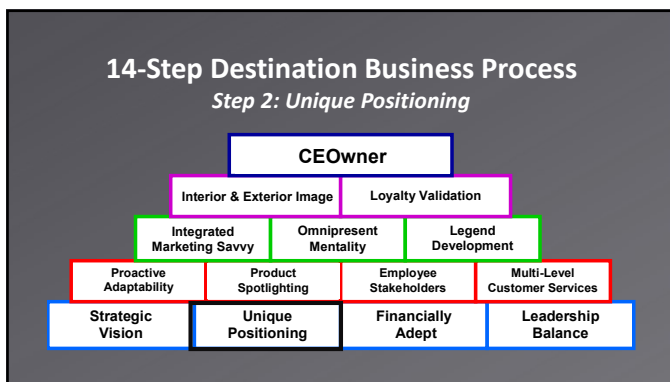 14-Step Destination Business Process
Step 2: Unique Positioning
CEOwner
Interior & Exterior Image
Loyalty Validation
Integrated
Marketing Savvy
Omnipresent
Mentality
Legend
Development
Proactive
Adaptability
Product
Spotlighting
Employee
Stakeholders
Multi-Level
Customer Services
Strategic
Vision
Unique
Positioning
Financially
Adept
Leadership
Balance